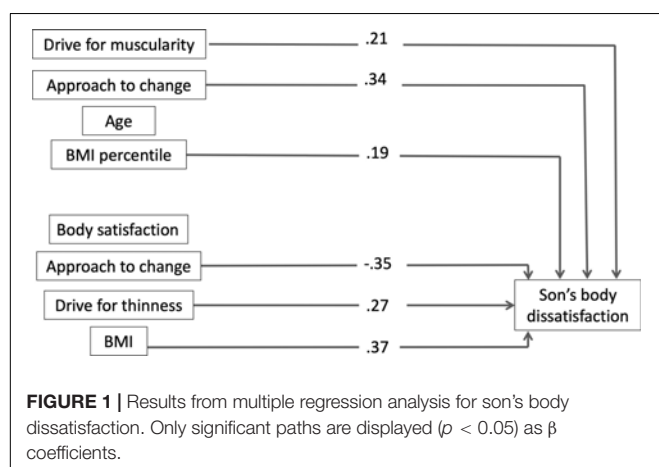 Drive for muscularity
.21
Approach to change
.34
Age
BMI percentile
.19
Body satisfaction
Approach to change
-.35
Drive for thinness
.27
BMI
.37
Son's body
dissatisfaction
FIGURE 1 | Results from multiple regression analysis for son's body
dissatisfaction. Only significant paths are displayed (p < 0.05) as β
coefficients.